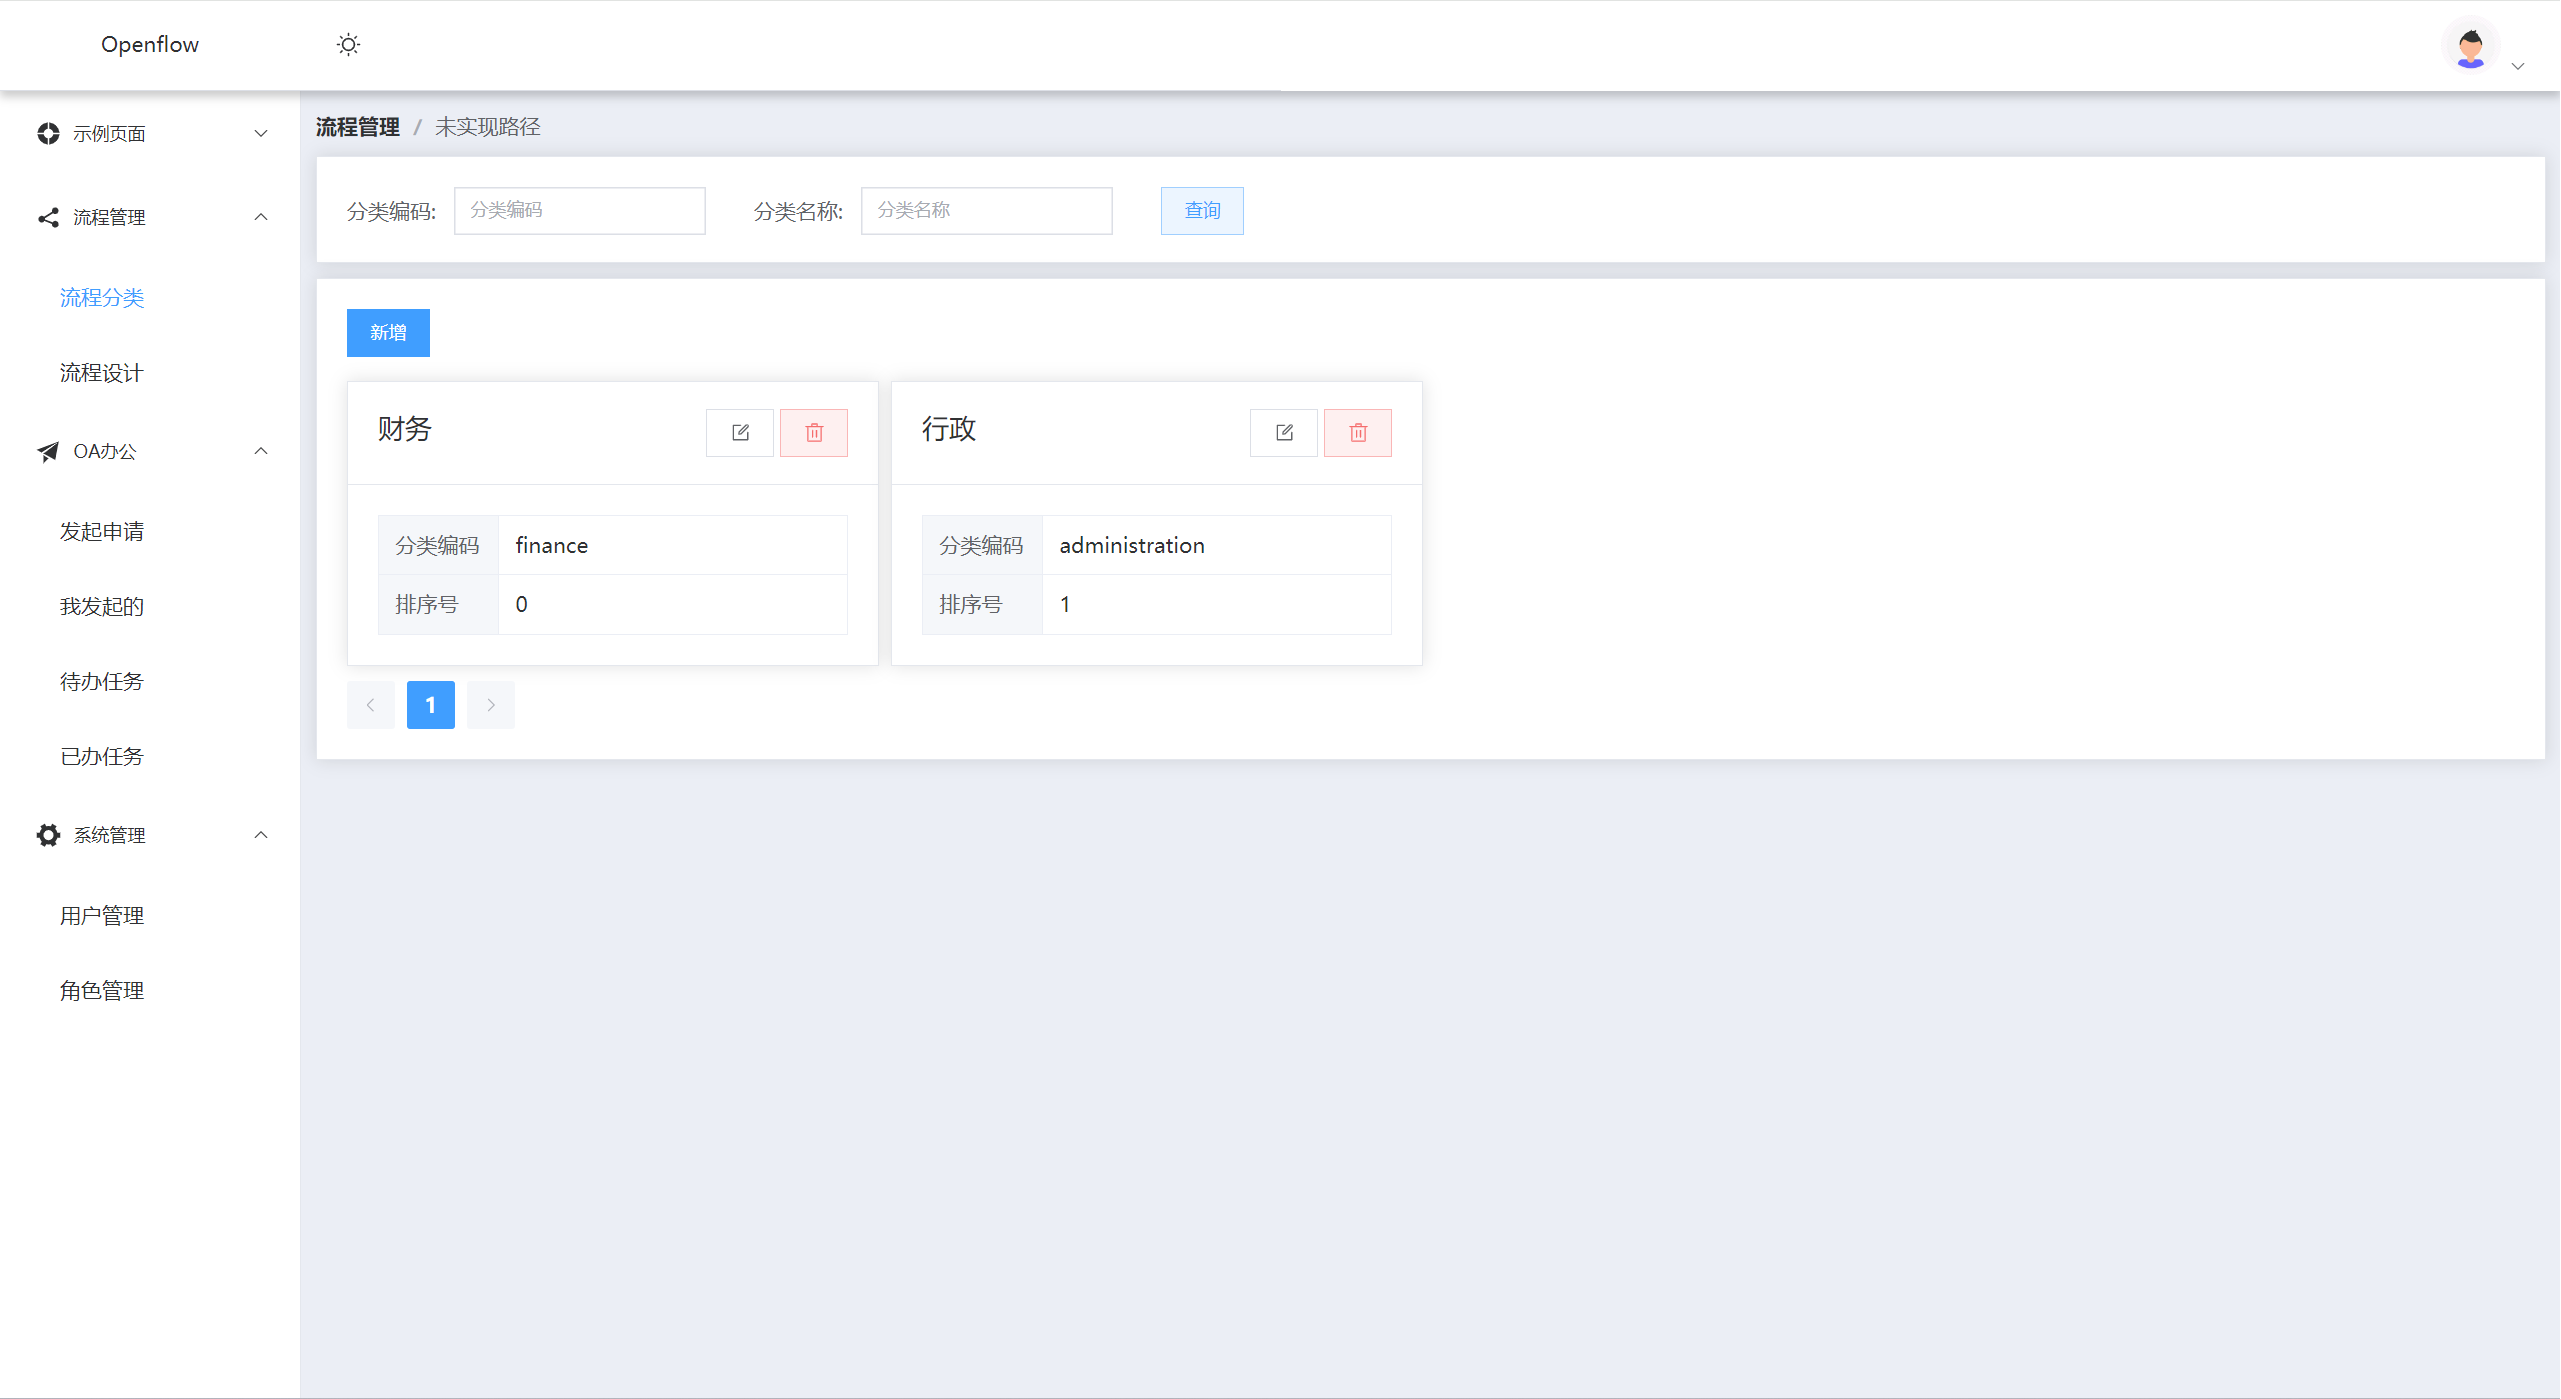 Openflow
示例页面
流程管理
流程分类
流程设计
OA办公
发起申请
我发起的
待办任务
已办任务
系统管理
用户管理
角色管理
流程管理 / 未实现路径
分类编码: 分类编码 分类名称: 分类名称 查询
新增
财务
分类编码 finance
排序号 0
行政
分类编码 administration
排序号 1
1